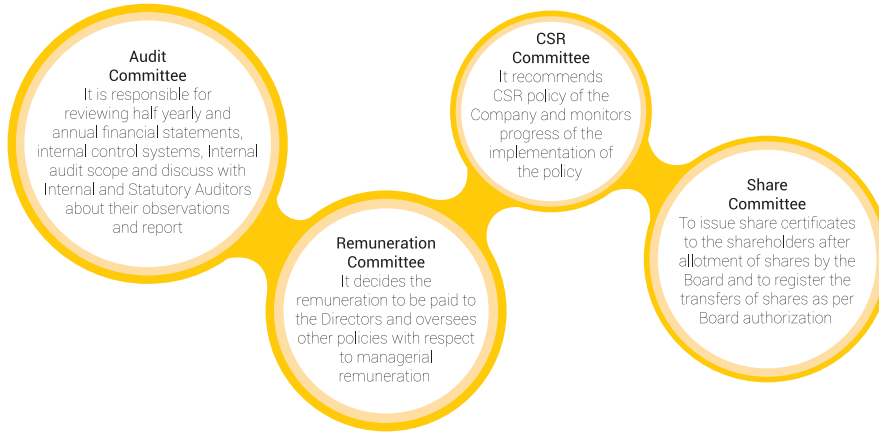 Audit
Committee
It is responsible for
reviewing half yearly and
annual financial statements,
internal control systems, Internal
audit scope and discuss with
Internal and Statutory Auditors
about their observations
and report
Remuneration
Committee
It decides the
remuneration to be paid to
the Directors and oversees
other policies with respect
to managerial
remuneration
CSR
Committee
It recommends
CSR policy of the
Company and monitors
progress of the
implementation of
the policy
Share
Committee
To issue share certificates
to the shareholders after
allotment of shares by the
Board and to register the
transfers of shares as per
Board authorization